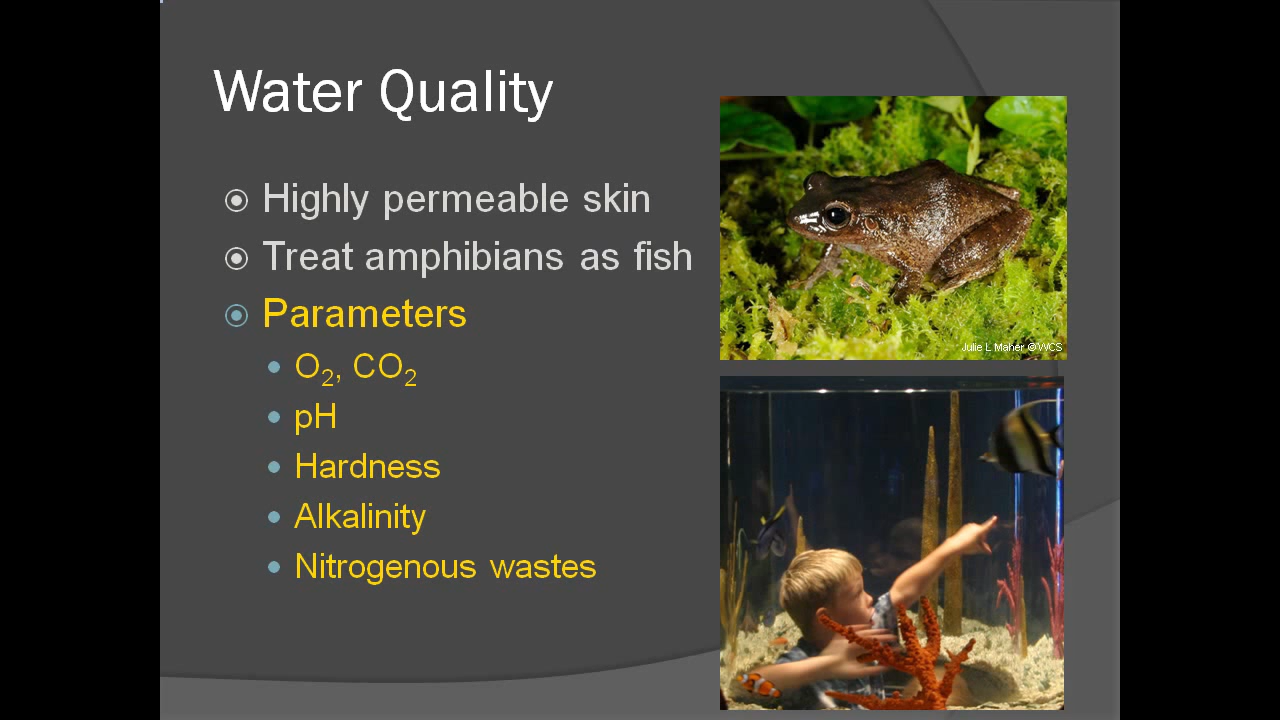 Water Quality
Highly permeable skin
Treat amphibians as fish
Parameters
O₂, CO₂
pH
Hardness
Alkalinity
Nitrogenous wastes
Julie L Maher ©WCS